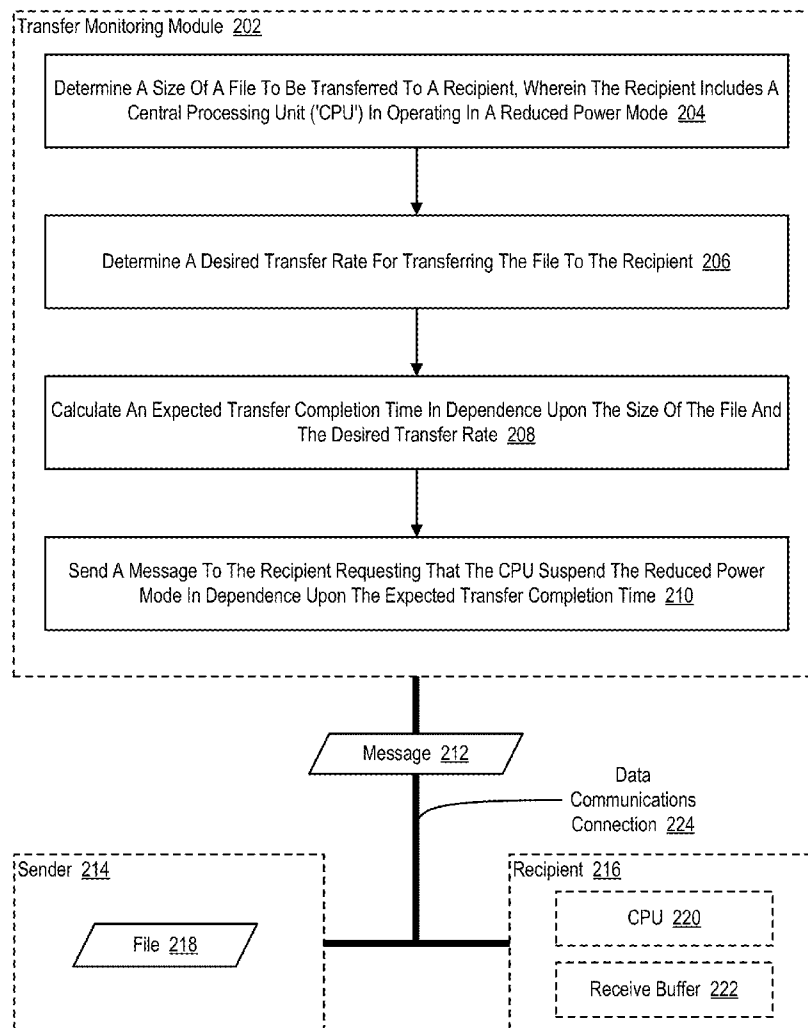 Transfer Monitoring Module 202
Determine A Size Of A File To Be Transferred To A Recipient, Wherein The Recipient Includes A
Central Processing Unit ('CPU') In Operating In A Reduced Power Mode 204
Determine A Desired Transfer Rate For Transferring The File To The Recipient 206
Calculate An Expected Transfer Completion Time In Dependence Upon The Size Of The File And
The Desired Transfer Rate 208
Send A Message To The Recipient Requesting That The CPU Suspend The Reduced Power
Mode In Dependence Upon The Expected Transfer Completion Time 210
Message 212
Data
Communications
Connection 224
Sender 214
File 218
Recipient 216
CPU 220
Receive Buffer 222